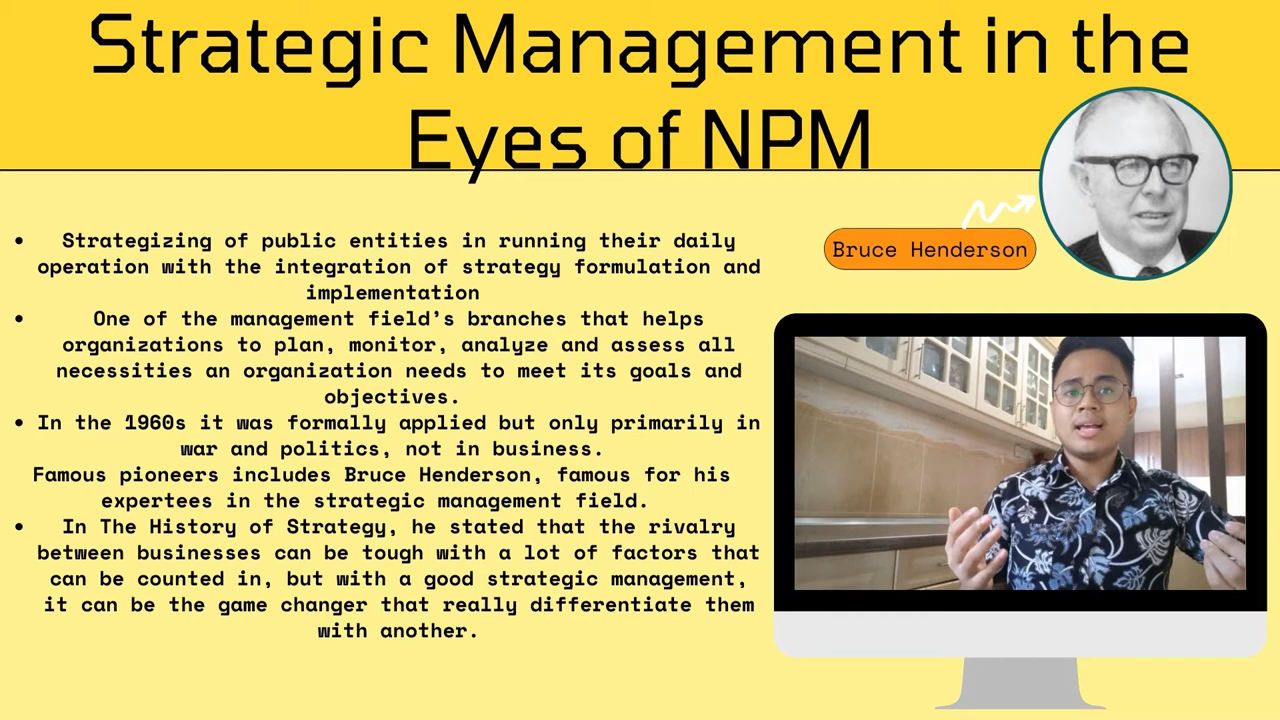 Strategic Management in the
Eyes of NPM
Bruce Henderson
• Strategizing of public entities in running their daily
operation with the integration of strategy formulation and
implementation
• One of the management field's branches that helps
organizations to plan, monitor, analyze and assess all
necessities an organization needs to meet its goals and
objectives.
• In the 1960s it was formally applied but only primarily in
war and politics, not in business.
Famous pioneers includes Bruce Henderson, famous for his
expertees in the strategic management field.
• In The History of Strategy, he stated that the rivalry
between businesses can be tough with a lot of factors that
can be counted in, but with a good strategic management,
it can be the game changer that really differentiate them
with another.